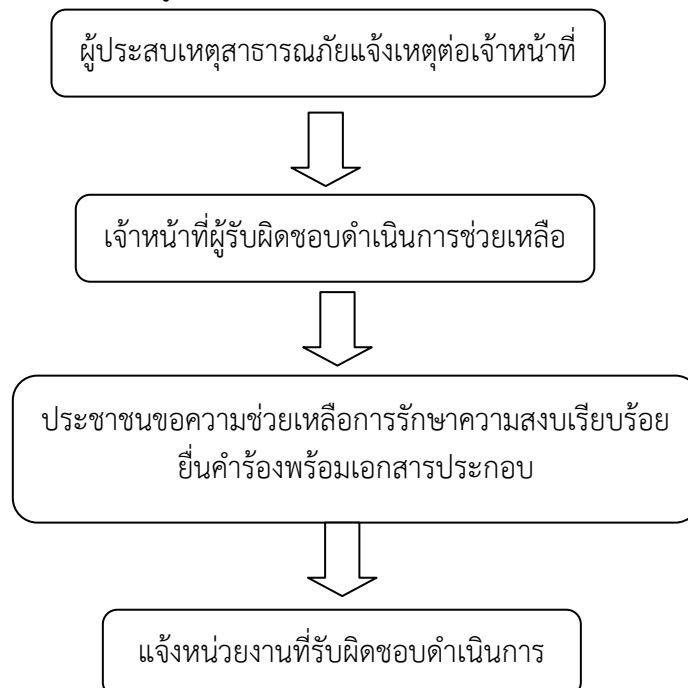 ผู้ประสบเหตุสาธารณภัยแจ้งเหตุต่อเจ้าหน้าที่
เจ้าหน้าที่ผู้รับผิดชอบดำเนินการช่วยเหลือ
ประชาชนขอความช่วยเหลือการรักษาความสงบเรียบร้อย
ยื่นคำร้องพร้อมเอกสารประกอบ
แจ้งหน่วยงานที่รับผิดชอบดำเนินการ